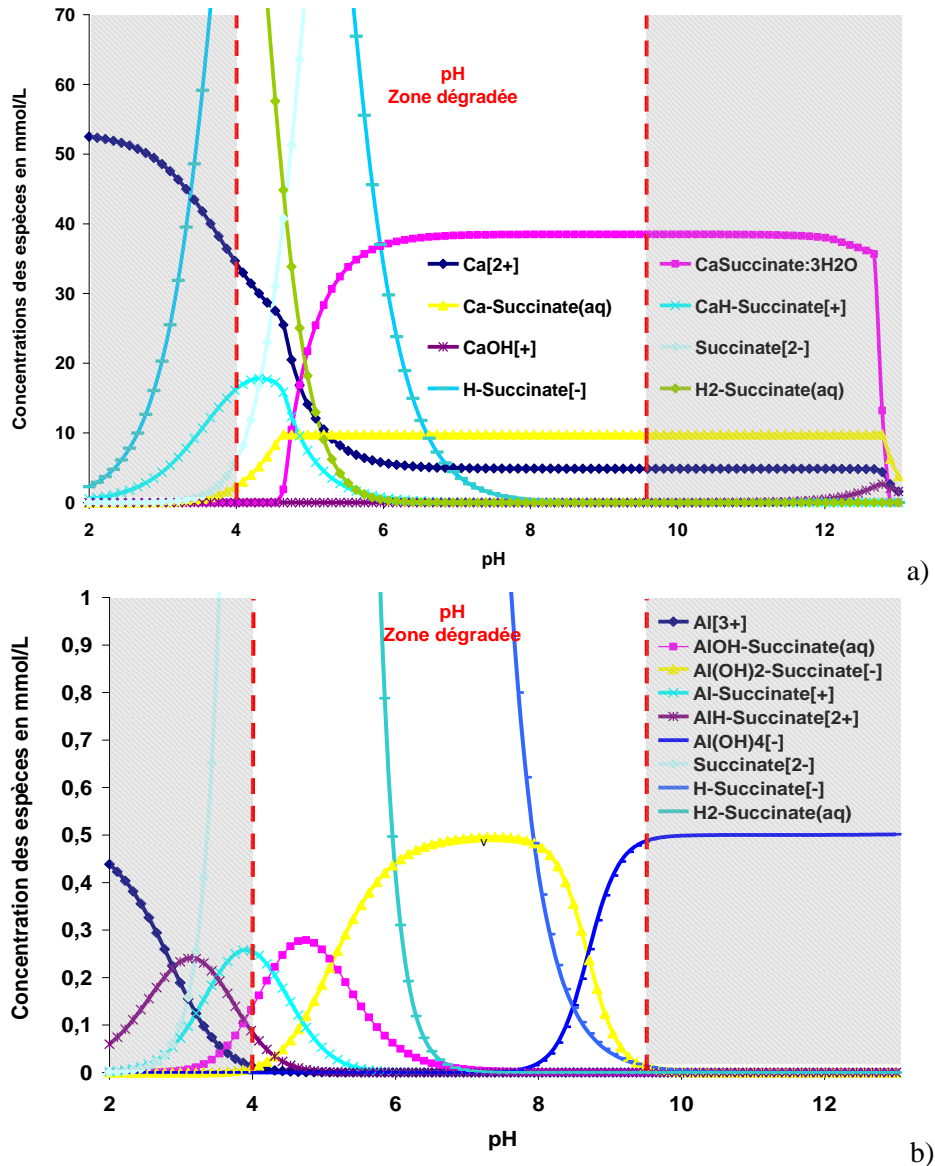 Concentrations des espèces en mmol/L
70
60
50
40
30
20
10
0
pH
Zone dégradée
Ca[2+]
CaSuccinate:3H2O
Ca-Succinate(aq)
CaH-Succinate[+]
CaOH[+]
Succinate[2-]
H-Succinate[-]
H2-Succinate(aq)
2 4 6 8 10 12
pH
a)
Concentration des espèces en mmol/L
1
0,9
0,8
0,7
0,6
0,5
0,4
0,3
0,2
0,1
0
pH
Zone dégradée
v
Al[3+]
AlOH-Succinate(aq)
Al(OH)2-Succinate[-]
Al-Succinate[+]
AlH-Succinate[2+]
Al(OH)4[-]
Succinate[2-]
H-Succinate[-]
H2-Succinate(aq)
2 4 6 8 10 12
pH
b)